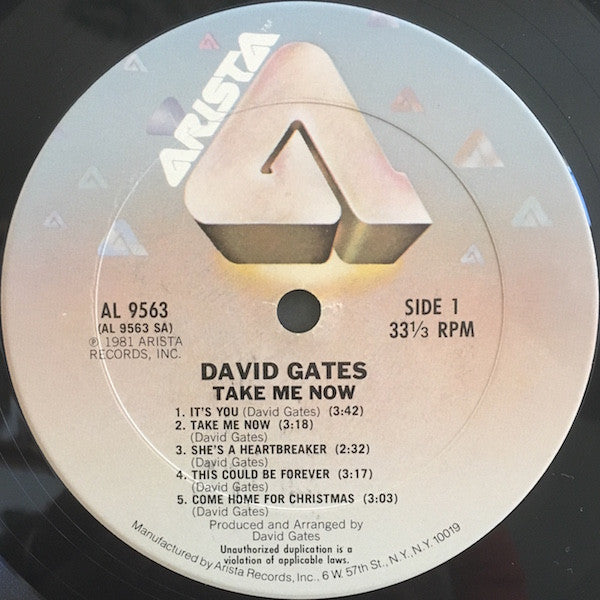 ARISTA™
AL 9563
(AL 9563 SA)
℗ 1981 ARISTA
RECORDS, INC.
SIDE 1
33⅓ RPM
DAVID GATES
TAKE ME NOW
1. IT'S YOU (David Gates) (3:42)
2. TAKE ME NOW (3:18)
(David Gates)
3. SHE'S A HEARTBREAKER (2:32)
(David Gates)
4. THIS COULD BE FOREVER (3:17)
(David Gates)
5. COME HOME FOR CHRISTMAS (3:03)
(David Gates)
Produced and Arranged by
David Gates
Unauthorized duplication is a
violation of applicable laws.
Manufactured by Arista Records, Inc., 6 W. 57th St., N.Y., N.Y. 10019